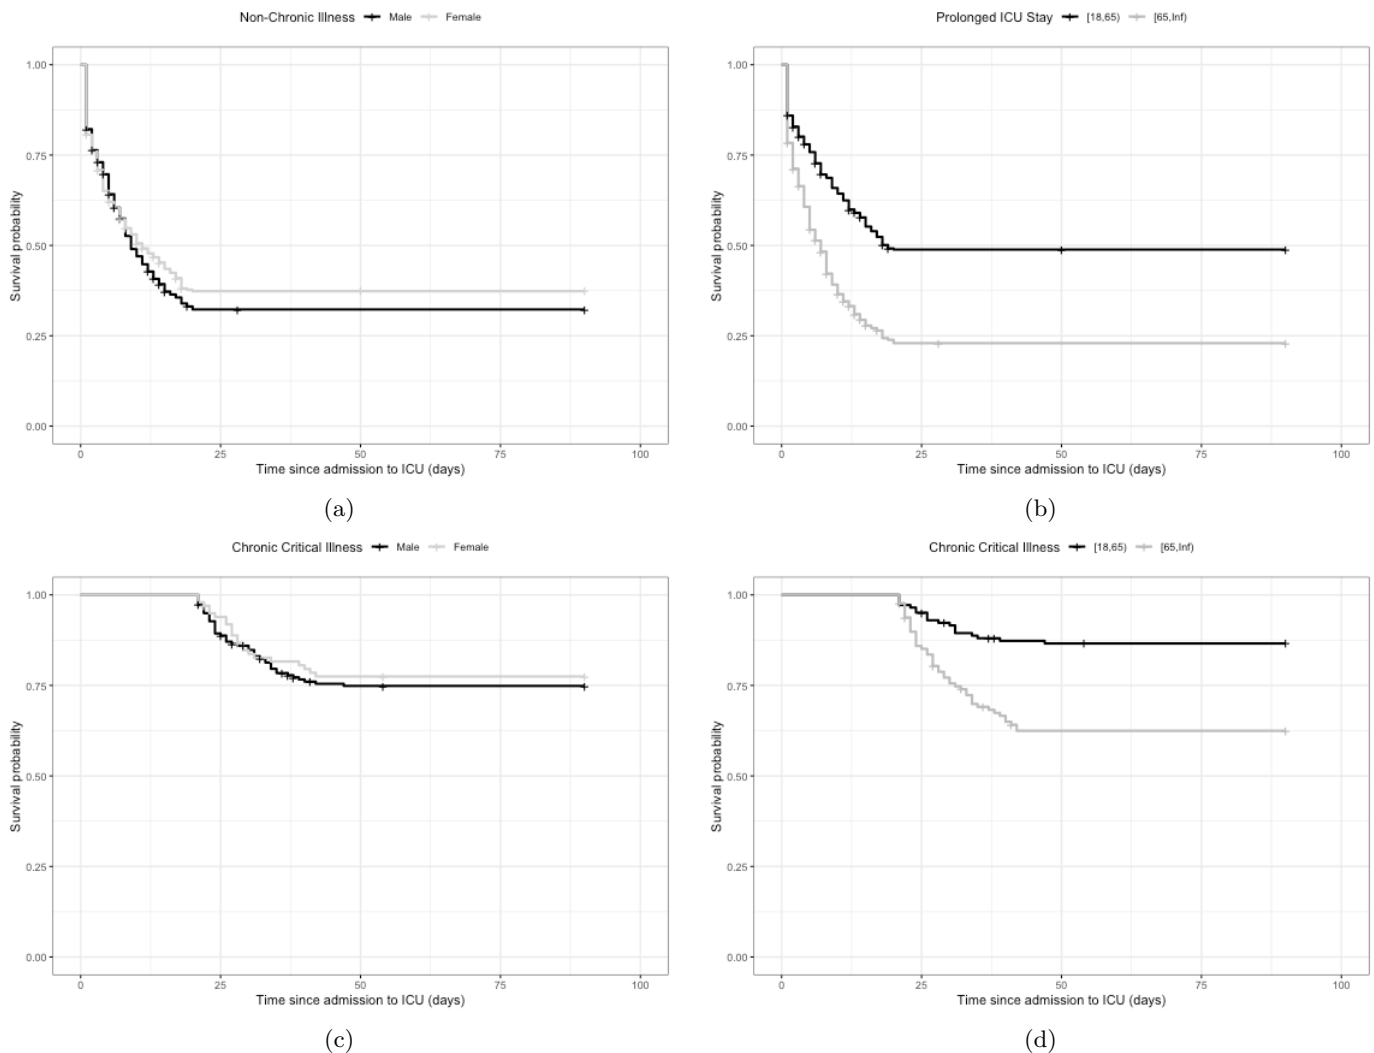 Non-Chronic Illness Male Female
Survival probability
1.00
0.75
0.50
0.25
0.00
0 25 50 75 100
Time since admission to ICU (days)
(a)
Prolonged ICU Stay [18,65) [65,Inf)
Survival probability
1.00
0.75
0.50
0.25
0.00
0 25 50 75 100
Time since admission to ICU (days)
(b)
Chronic Critical Illness Male Female
Survival probability
1.00
0.75
0.50
0.25
0.00
0 25 50 75 100
Time since admission to ICU (days)
(c)
Chronic Critical Illness [18,65) [65,Inf)
Survival probability
1.00
0.75
0.50
0.25
0.00
0 25 50 75 100
Time since admission to ICU (days)
(d)